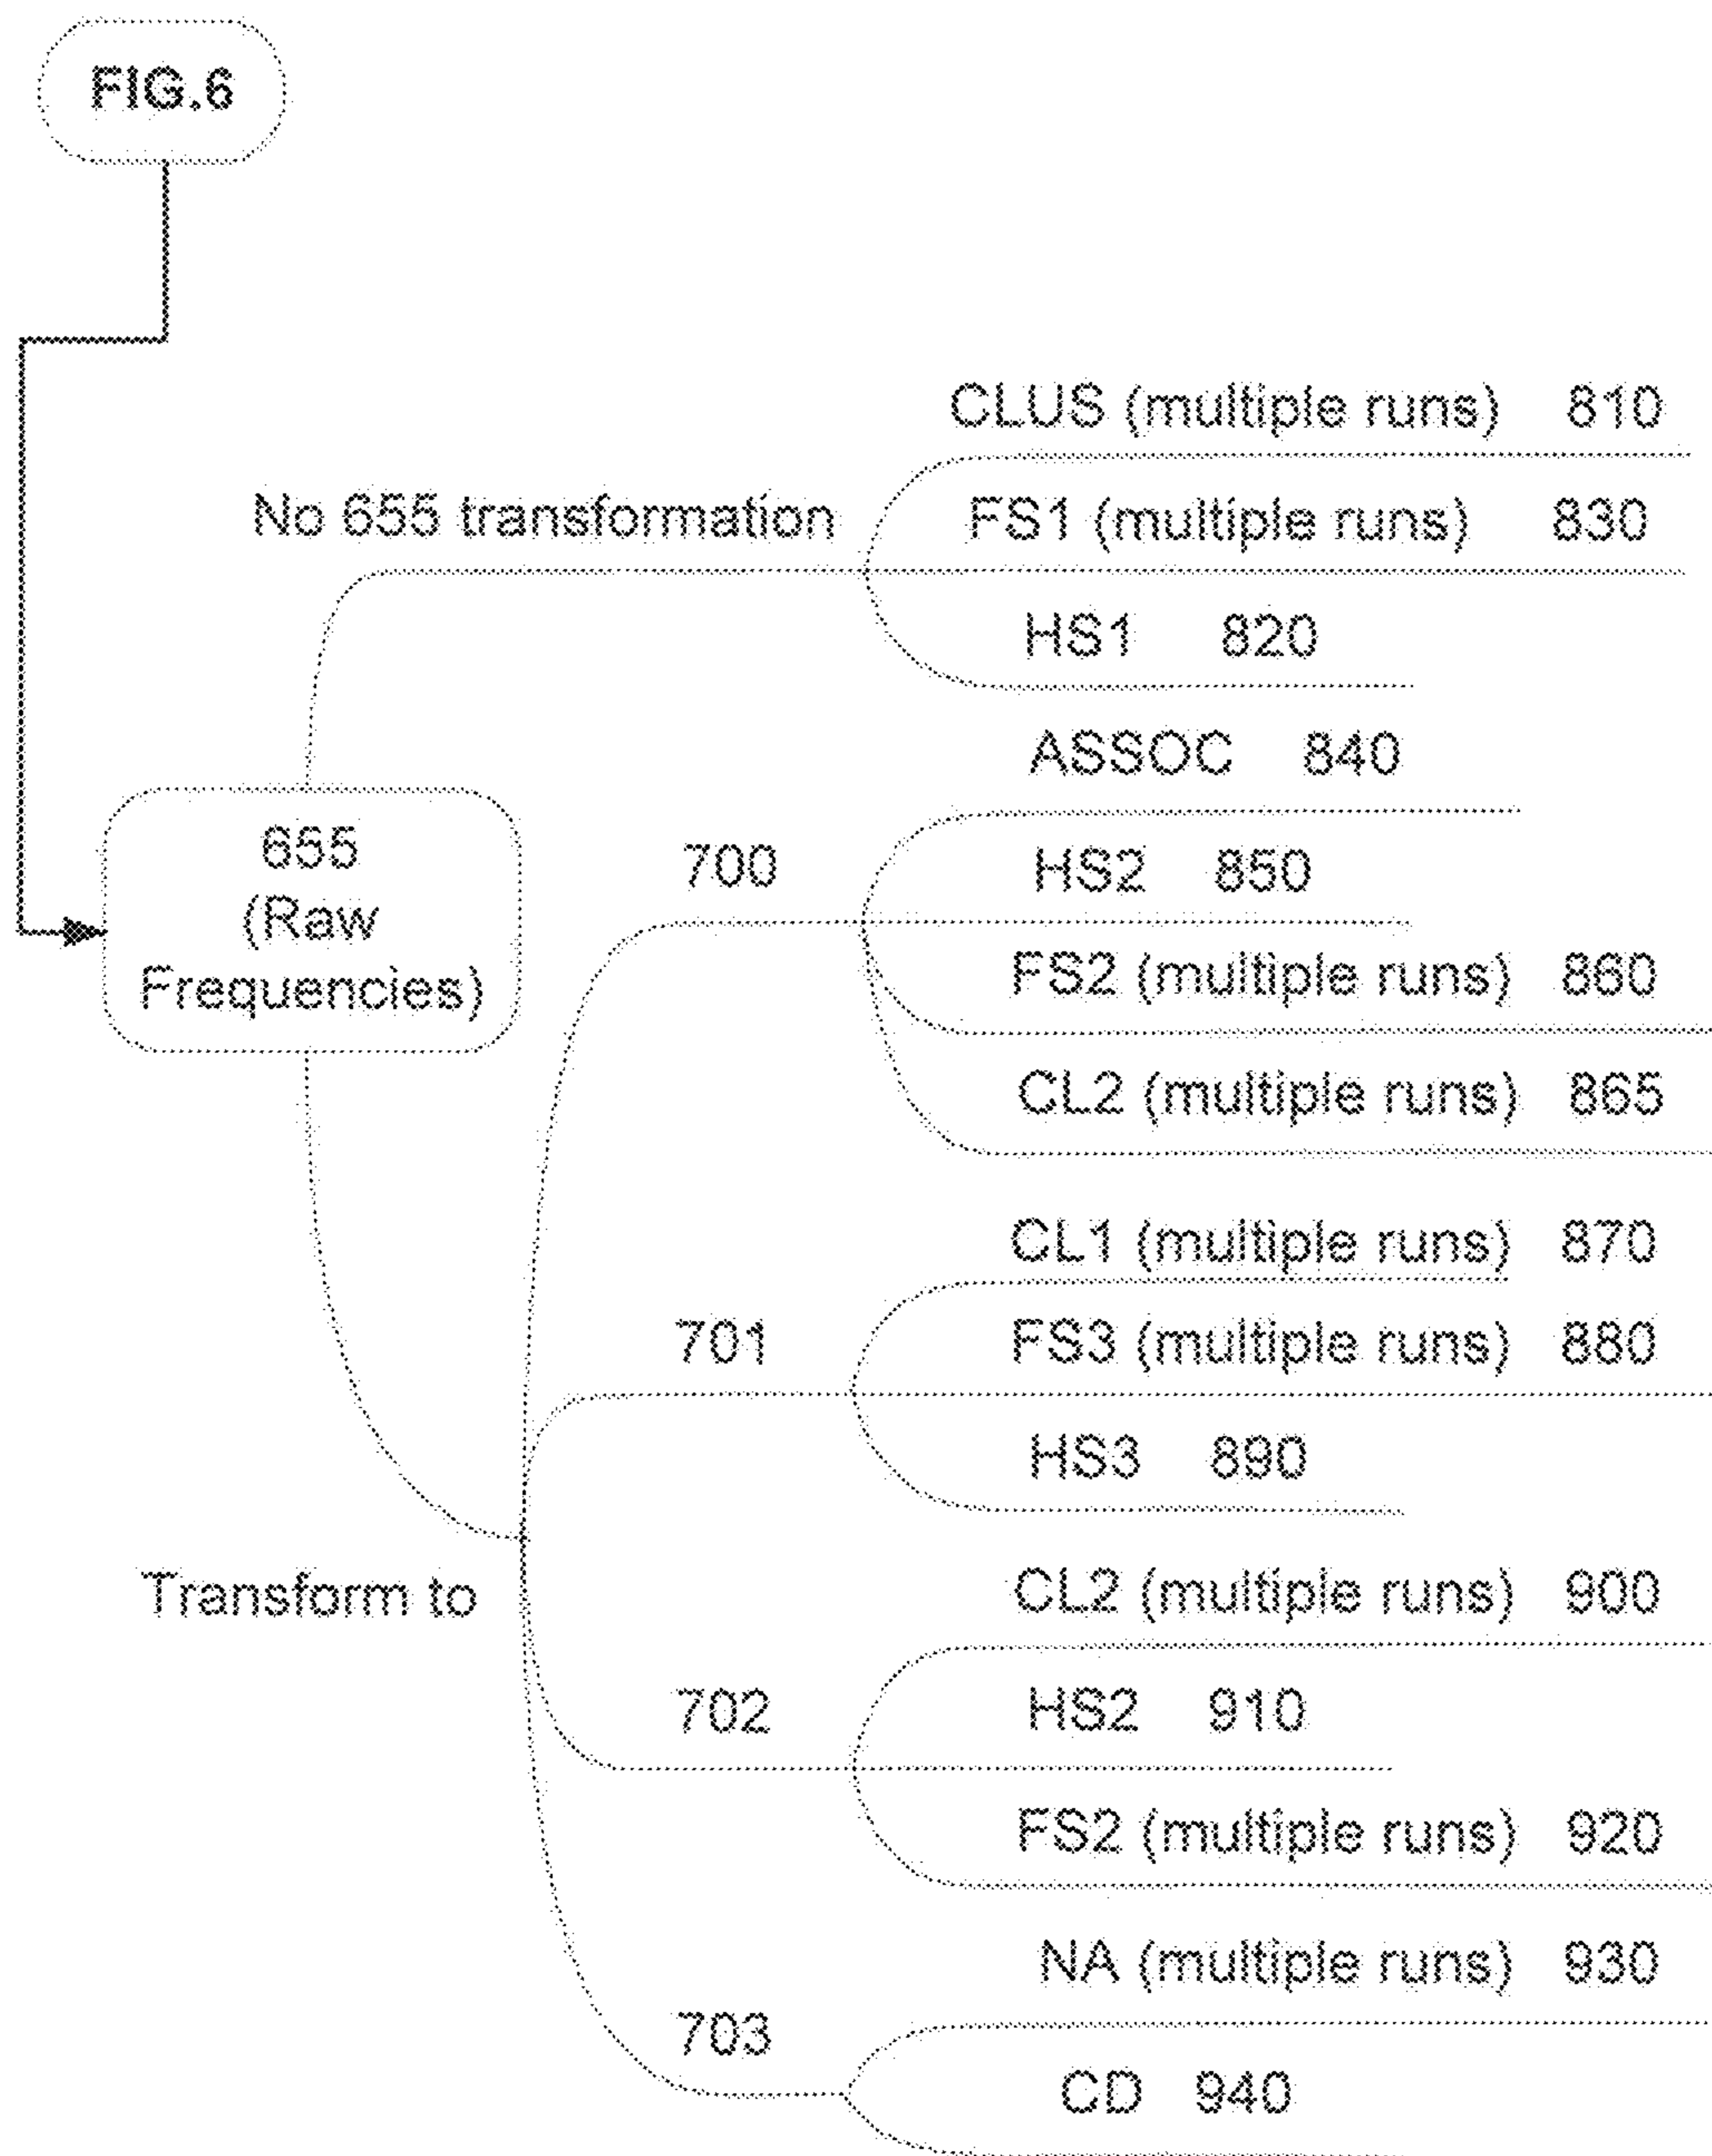 FIG.6
CLUS (multiple runs) 810
No 655 transformation
FS1 (multiple runs) 830
HS1 820
ASSOC 840
655
(Raw
Frequencies)
700
HS2 850
FS2 (multiple runs) 860
CL2 (multiple runs) 865
CL1 (multiple runs) 870
701
FS3 (multiple runs) 880
HS3 890
Transform to
CL2 (multiple runs) 900
702
HS2 910
FS2 (multiple runs) 920
NA (multiple runs) 930
703
CD 940